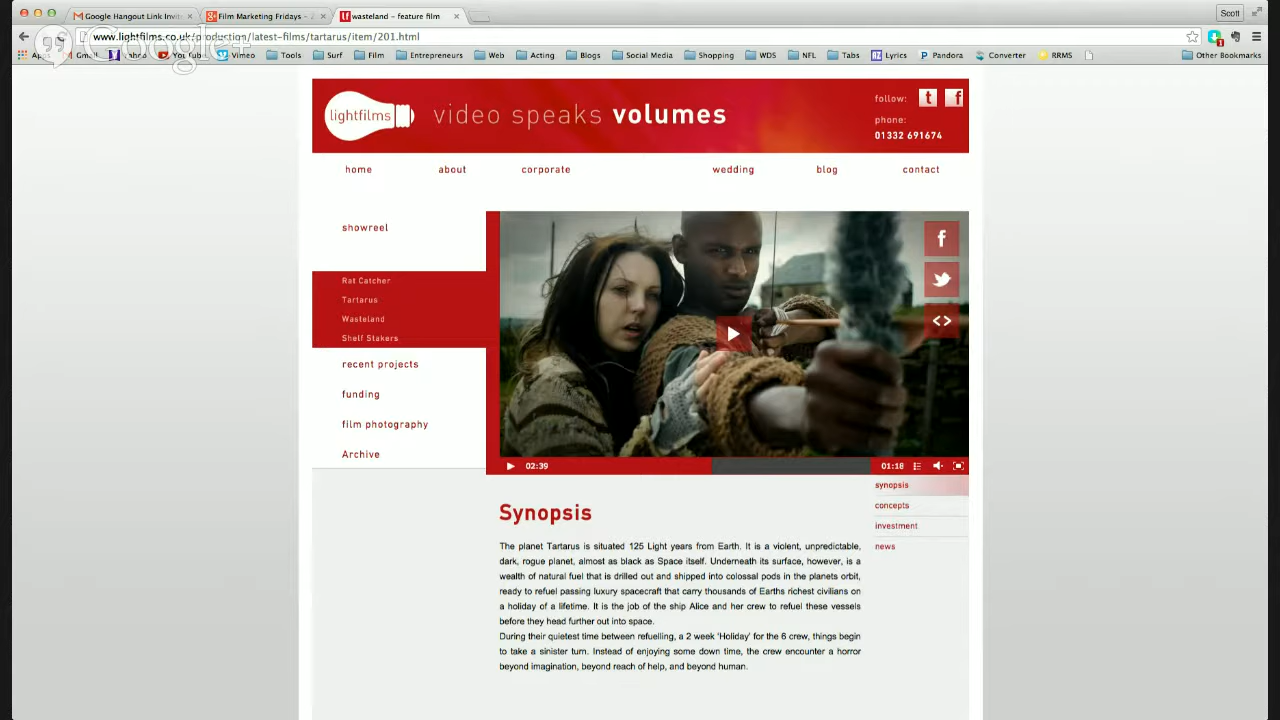 Gmail Google Hangout Link Invit
Film Marketing Fridays -
wasteland – feature film
Scott
www.lightfilms.co.uk/production/latest-films/tartarus/item/201.html
Google+
Apps
Gmail
Yahoo
YouTube
Vimeo
Tools
Surf
Film
Entrepreneurs
Web
Acting
Blogs
Social Media
Shopping
WDS
NFL
Tabs
Lyrics
Pandora
Converter
RRMS
Other Bookmarks
lightfilms
video speaks volumes
follow:
phone:
01332 691674
home
about
corporate
wedding
blog
contact
showreel
Rat Catcher
Tartarus
Wasteland
Shelf Stakers
recent projects
funding
film photography
Archive
02:39
01:18
synopsis
concepts
investment
news
Synopsis
The planet Tartarus is situated 125 Light years from Earth. It is a violent, unpredictable,
dark, rogue planet, almost as black as Space itself. Underneath its surface, however, is a
wealth of natural fuel that is drilled out and shipped into colossal pods in the planets orbit,
ready to refuel passing luxury spacecraft that carry thousands of Earths richest civilians on
a holiday of a lifetime. It is the job of the ship Alice and her crew to refuel these vessels
before they head further out into space.
During their quietest time between refuelling, a 2 week 'Holiday' for the 6 crew, things begin
to take a sinister turn. Instead of enjoying some down time, the crew encounter a horror
beyond imagination, beyond reach of help, and beyond human.